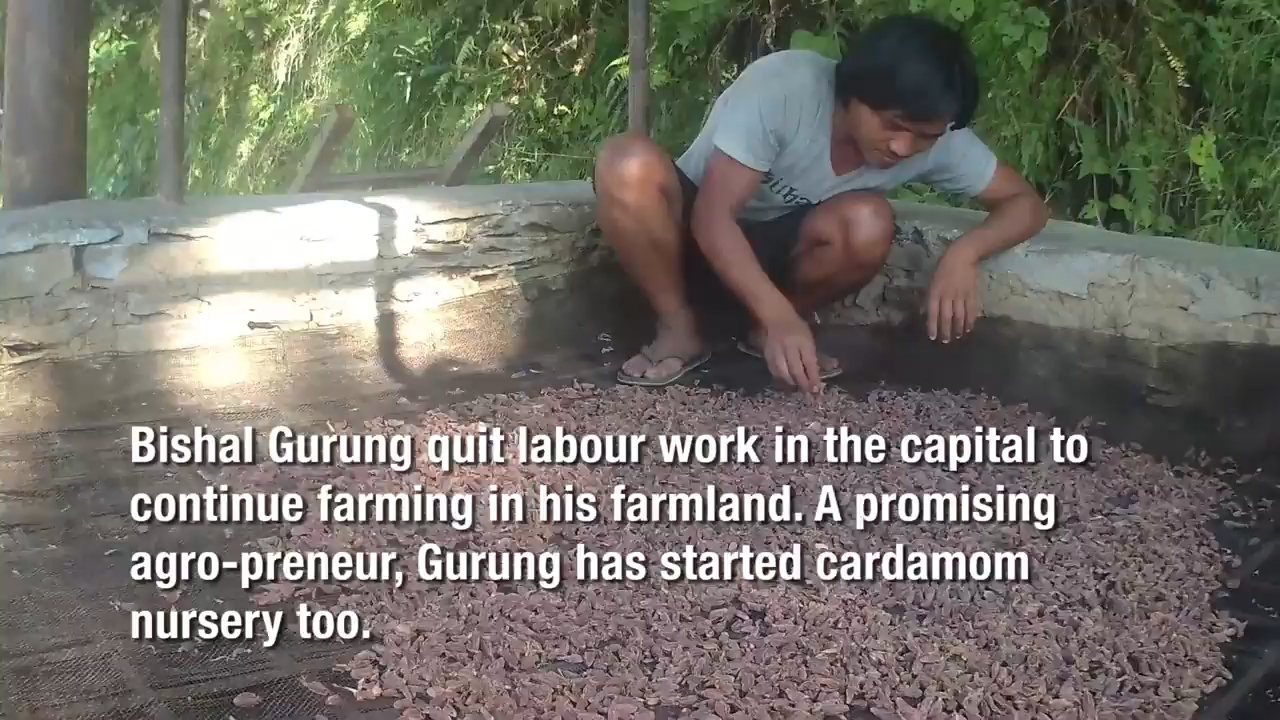 Bishal Gurung quit labour work in the capital to
continue farming in his farmland. A promising
agro-preneur, Gurung has started cardamom
nursery too.